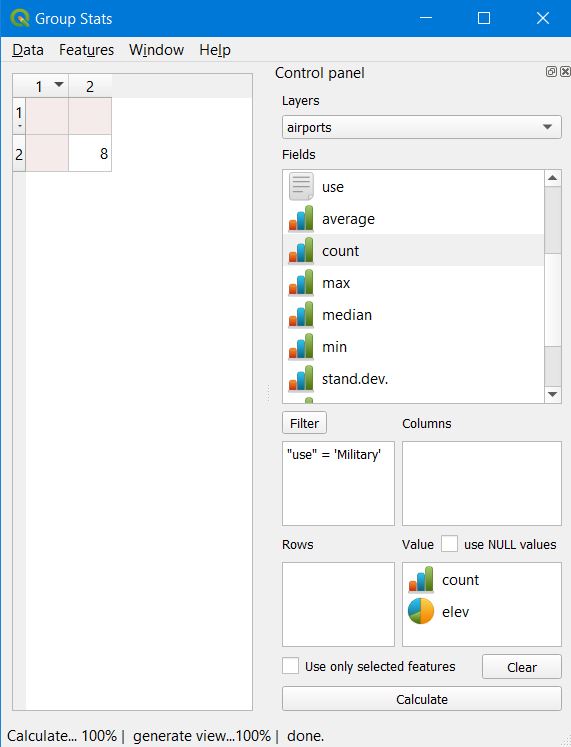 Group Stats
Data Features Window Help
Control panel
1 2
1
2 8
Layers
airports
Fields
use
average
count
max
median
min
stand.dev.
Filter Columns
"use" = 'Military'
Rows Value use NULL values
count
elev
Use only selected features Clear
Calculate
Calculate... 100% | generate view...100% | done.